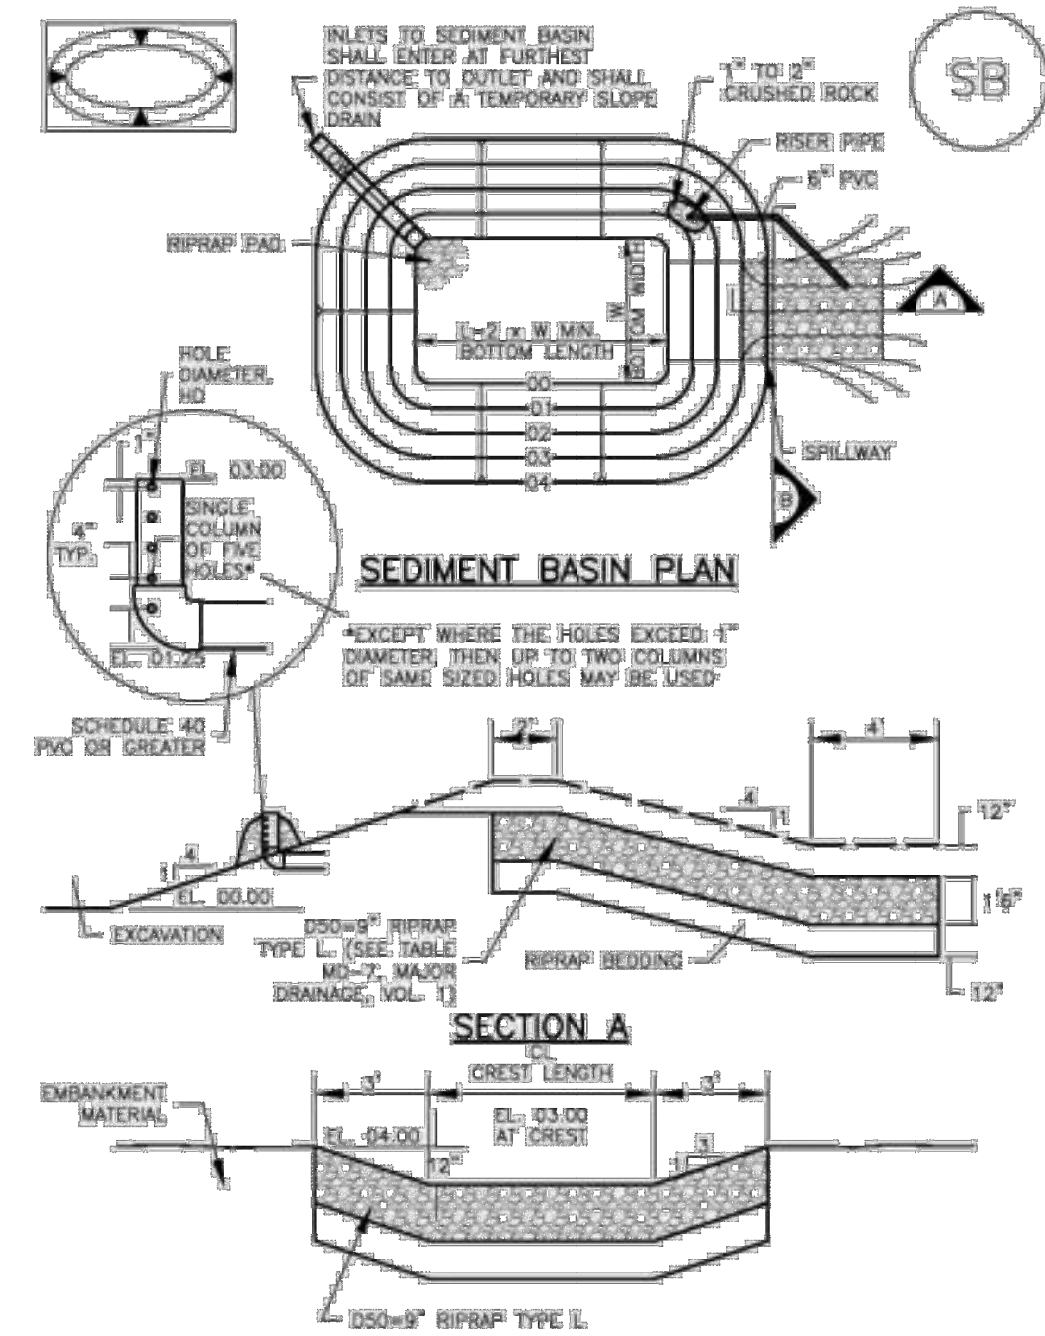 INLETS TO SEDIMENT BASIN
SHALL ENTER AT FURTHEST
DISTANCE TO OUTLET AND SHALL
CONSIST OF A TEMPORARY SLOPE
DRAIN
1" TO 2"
CRUSHED ROCK
SB
RISER PIPE
6" PVC
RIPRAP PAD
W
BOTTOM WIDTH
A
L=2 x W MIN.
BOTTOM LENGTH
00
01
02
03
04
SPILLWAY
B
HOLE
DIAMETER,
HD
1"
EL. 03.00
4"
TYP.
SINGLE
COLUMN
OF FIVE
HOLES*
EL. 01.25
SCHEDULE 40
PVC OR GREATER
SEDIMENT BASIN PLAN
*EXCEPT WHERE THE HOLES EXCEED 1"
DIAMETER, THEN UP TO TWO COLUMNS
OF SAME SIZED HOLES MAY BE USED
2'
4'
4
1
12"
4
1
EL. 00.00
EXCAVATION
D50=9" RIPRAP
TYPE L. (SEE TABLE
MD-7, MAJOR
DRAINAGE, VOL. 1)
RIPRAP BEDDING
1'6"
12"
SECTION A
CL
CREST LENGTH
3'
3'
EMBANKMENT
MATERIAL
EL. 04.00
EL. 03.00
AT CREST
12"
3
1
D50=9" RIPRAP TYPE L